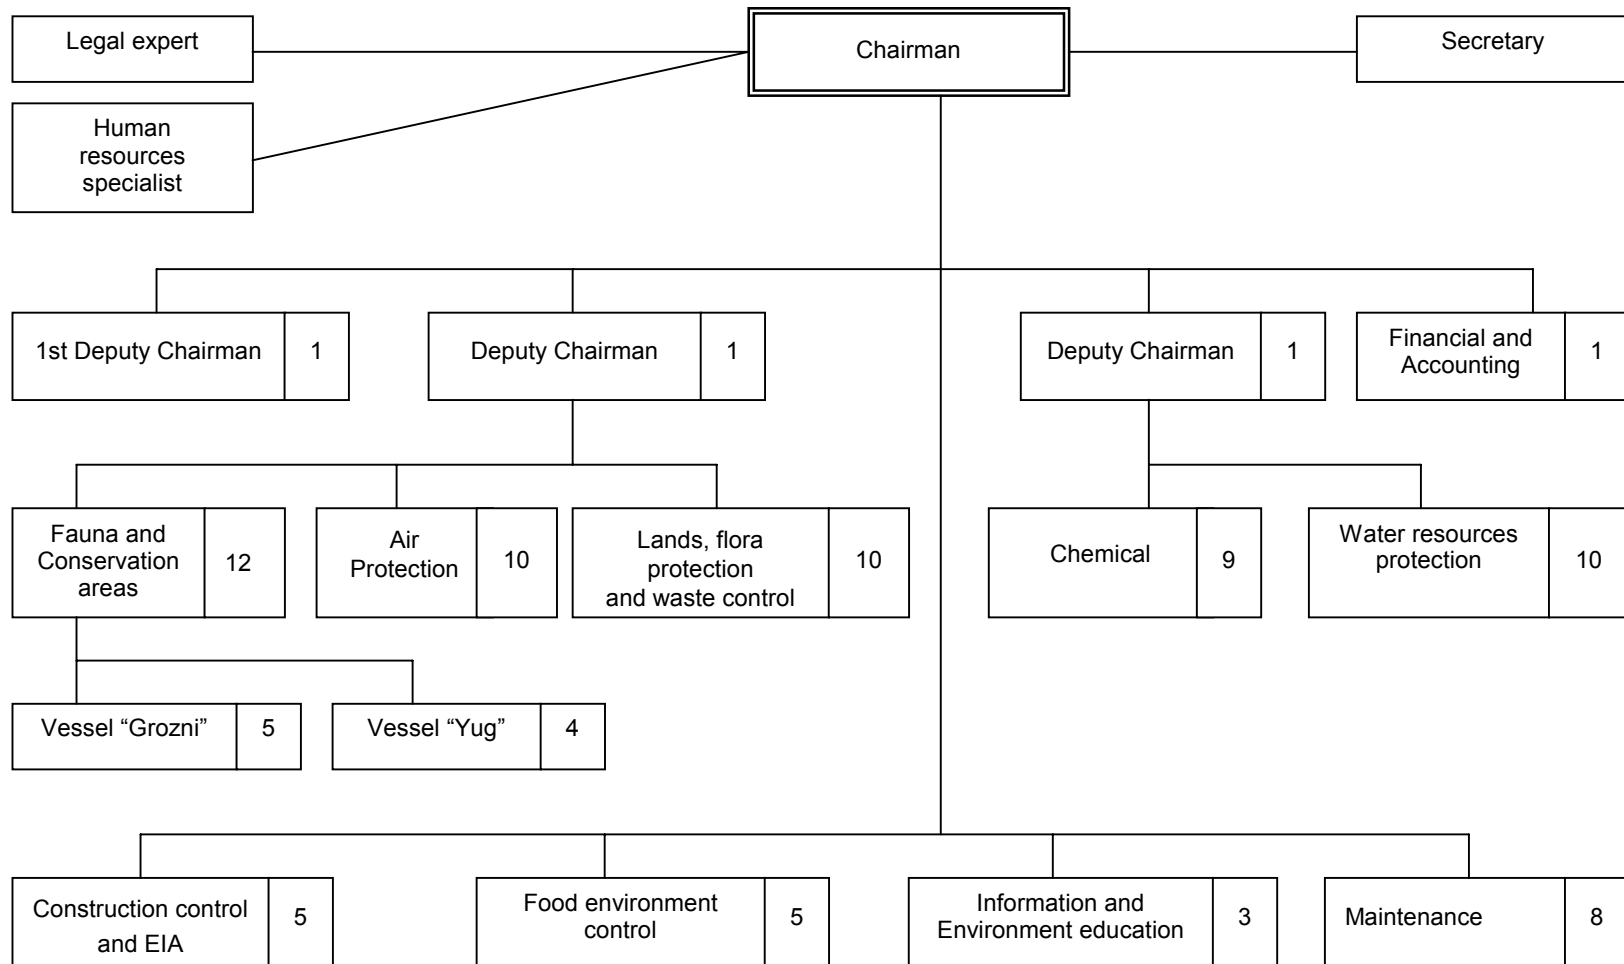 Legal expert
Chairman
Secretary
Human
resources
specialist
1st Deputy Chairman
1
Deputy Chairman
1
Deputy Chairman
1
Financial and
Accounting
1
Fauna and
Conservation
areas
12
Air
Protection
10
Lands, flora
protection
and waste control
10
Chemical
9
Water resources
protection
10
Vessel “Grozni”
5
Vessel “Yug”
4
Construction control
and EIA
5
Food environment
control
5
Information and
Environment education
3
Maintenance
8